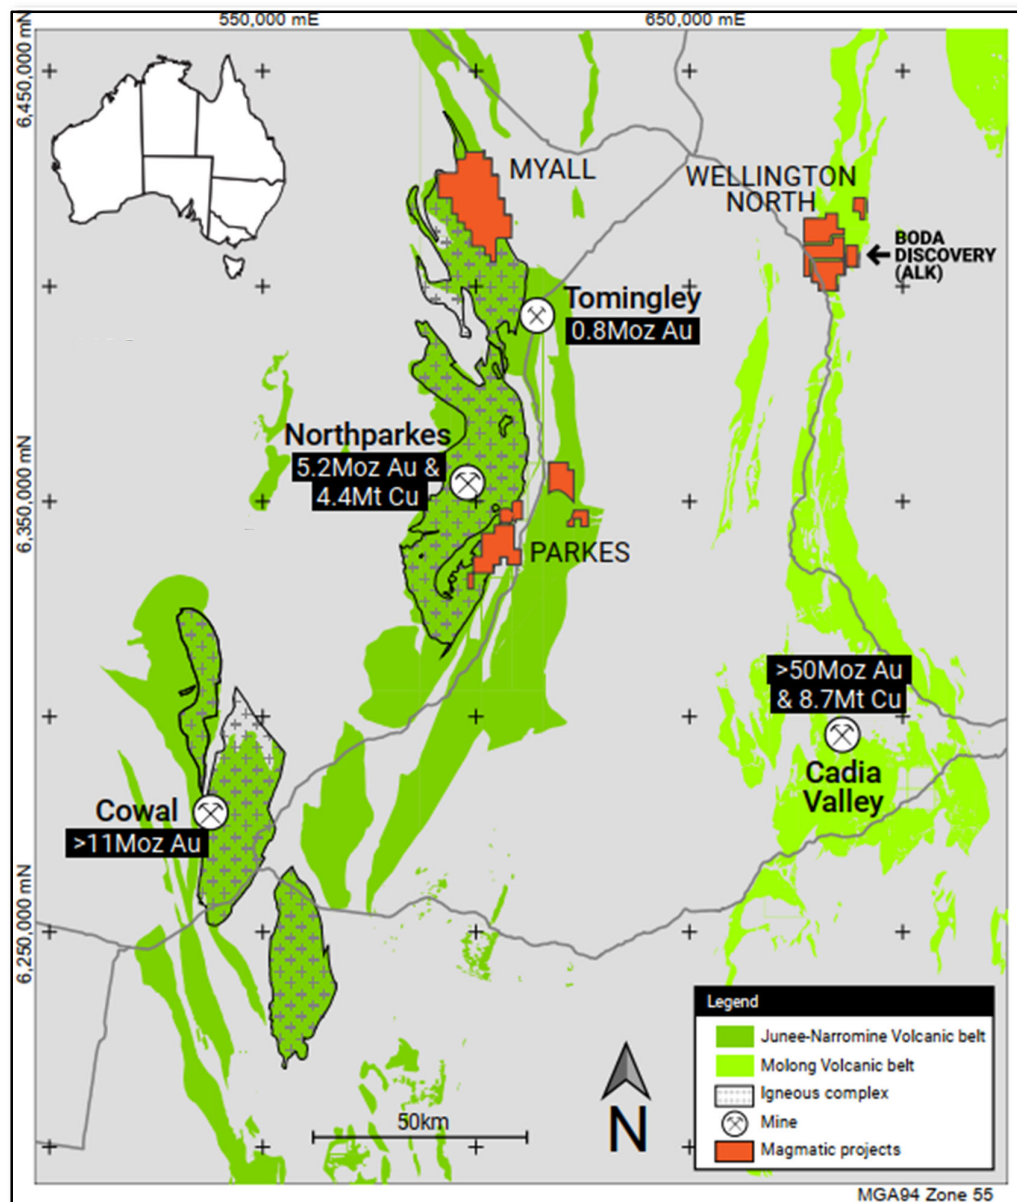 550,000 mE
650,000 mE
6,450,000 mN
MYALL
WELLINGTON
NORTH
BODA
DISCOVERY
(ALK)
Tomingley
0.8Moz Au
Northparkes
5.2Moz Au &
4.4Mt Cu
6,350,000 mN
PARKES
>50Moz Au
& 8.7Mt Cu
Cadia
Valley
Cowal
>11Moz Au
6,250,000 mN
Legend
Junee-Narromine Volcanic belt
Molong Volcanic belt
Igneous complex
Mine
Magmatic projects
50km
N
MGA94 Zone 55